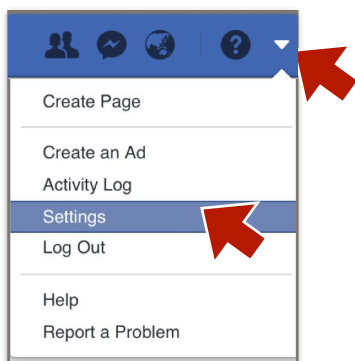 ?
Create Page
Create an Ad
Activity Log
Settings
Log Out
Help
Report a Problem